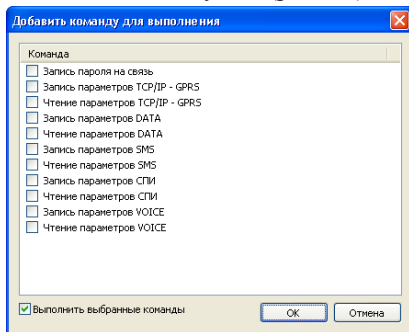 Добавить команду для выполнения
Команда
Запись пароля на связь
Запись параметров TCP/IP - GPRS
Чтение параметров TCP/IP - GPRS
Запись параметров DATA
Чтение параметров DATA
Запись параметров SMS
Чтение параметров SMS
Запись параметров СПИ
Чтение параметров СПИ
Запись параметров VOICE
Чтение параметров VOICE
Выполнить выбранные команды
ОК
Отмена